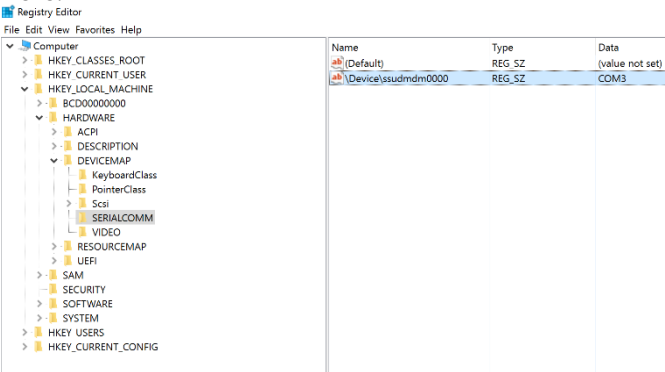 Registry Editor
File Edit View Favorites Help
Computer
HKEY_CLASSES_ROOT
HKEY_CURRENT_USER
HKEY_LOCAL_MACHINE
BCD00000000
HARDWARE
ACPI
DESCRIPTION
DEVICEMAP
KeyboardClass
PointerClass
Scsi
SERIALCOMM
VIDEO
RESOURCEMAP
UEFI
SAM
SECURITY
SOFTWARE
SYSTEM
HKEY_USERS
HKEY_CURRENT_CONFIG
Name Type Data
(Default) REG_SZ (value not set)
\Device\ssudmdm0000 REG_SZ COM3